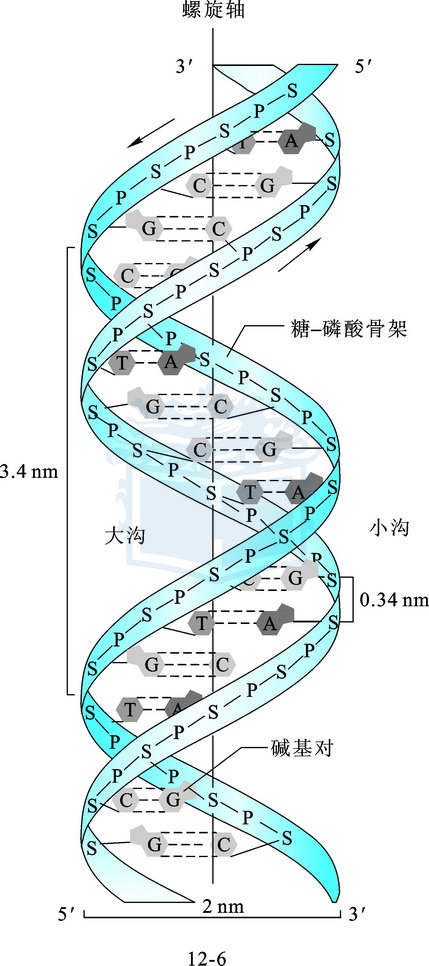 螺旋轴
3′ 5′
S
P
S T A S
P
S C G S
P P
S G C S
P
S C S
P S
P
S
P P 糖-磷酸骨架
S T A S
P
S G C S
P P
S C G S
P
S T A S
3.4 nm
P P
大沟 S 小沟
P P
S C G S
0.34 nm
P
S T A S
P P
S G C S
P
S T A S
P P
S
P P 碱基对
S C G S
P
S G C S
2 nm
5′ 3′
12-6